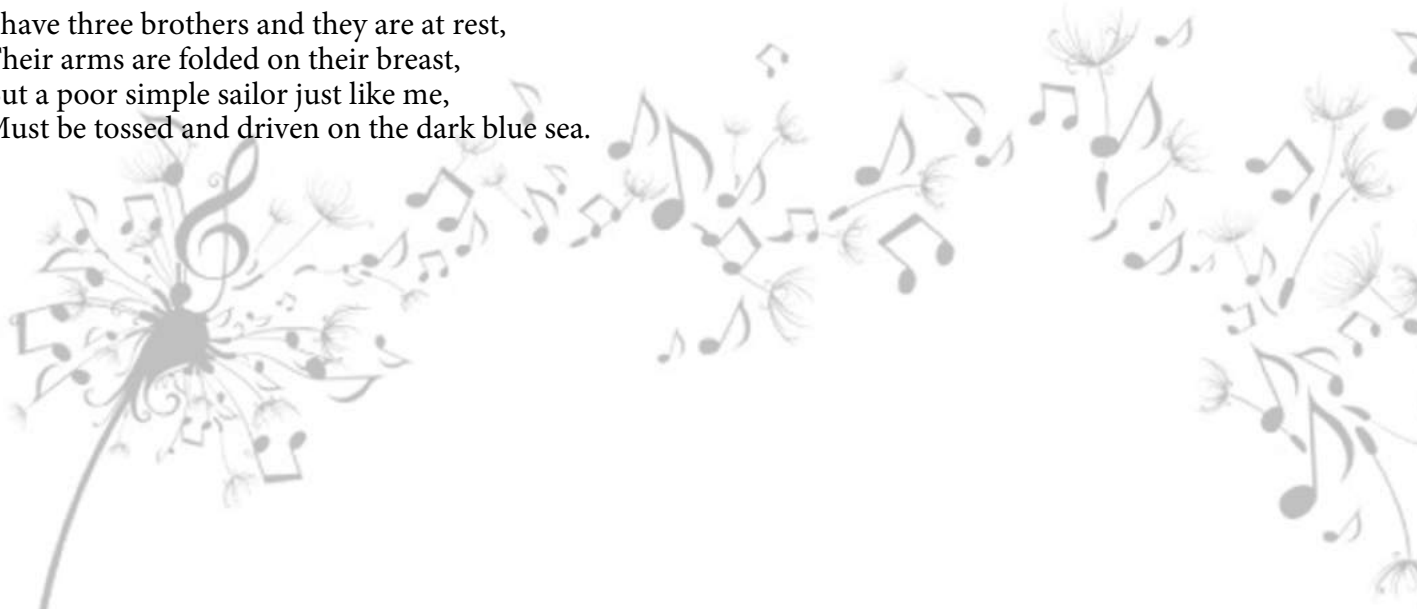 have three brothers and they are at rest,
heir arms are folded on their breast,
ut a poor simple sailor just like me,
Must be tossed and driven on the dark blue sea.